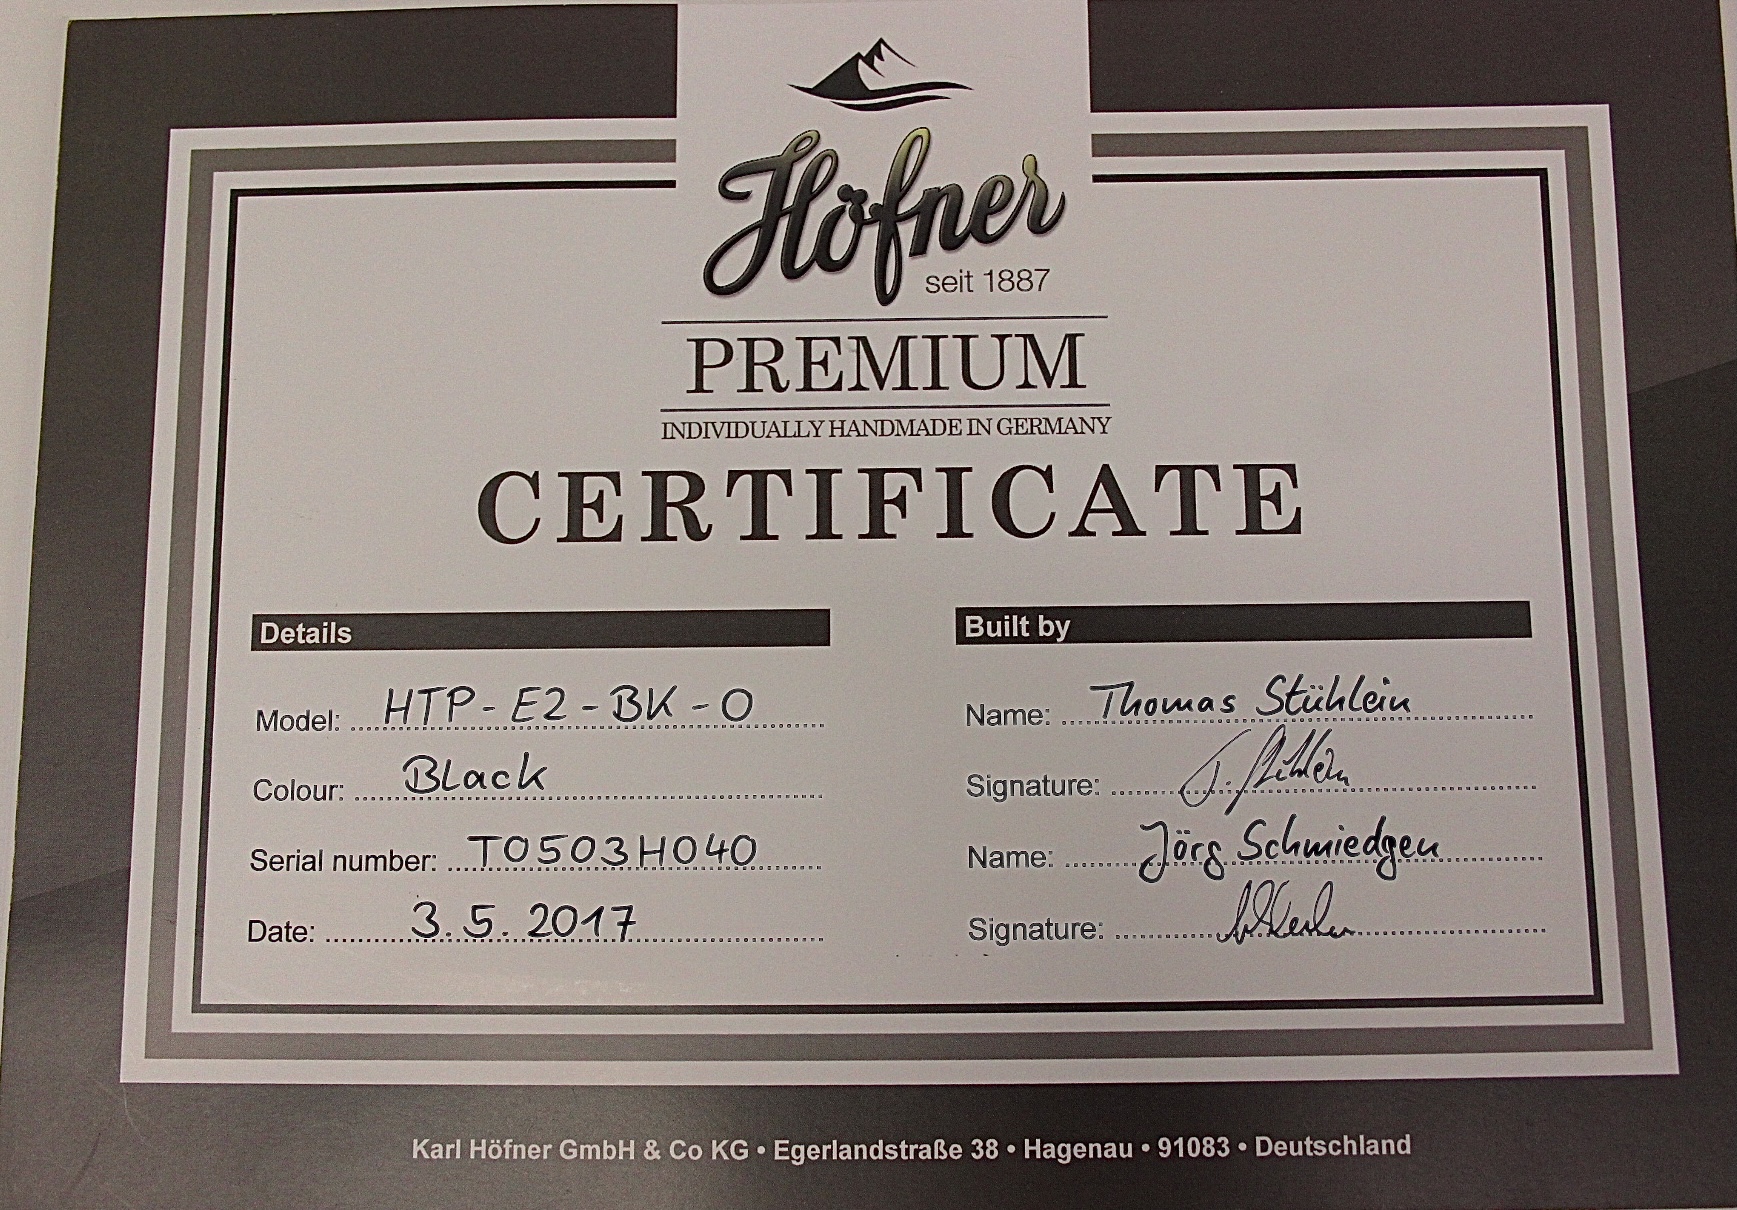 Höfner
seit 1887
PREMIUM
INDIVIDUALLY HANDMADE IN GERMANY
CERTIFICATE
Details
Model: HTP-E2-BK-O
Colour: Black
Serial number: T0503H040
Date: 3.5.2017
Built by
Name: Thomas Stühlein
Signature: T. Stühlein
Name: Jörg Schmiedgen
Signature:
Karl Höfner GmbH & Co KG • Egerlandstraße 38 • Hagenau • 91083 • Deutschland